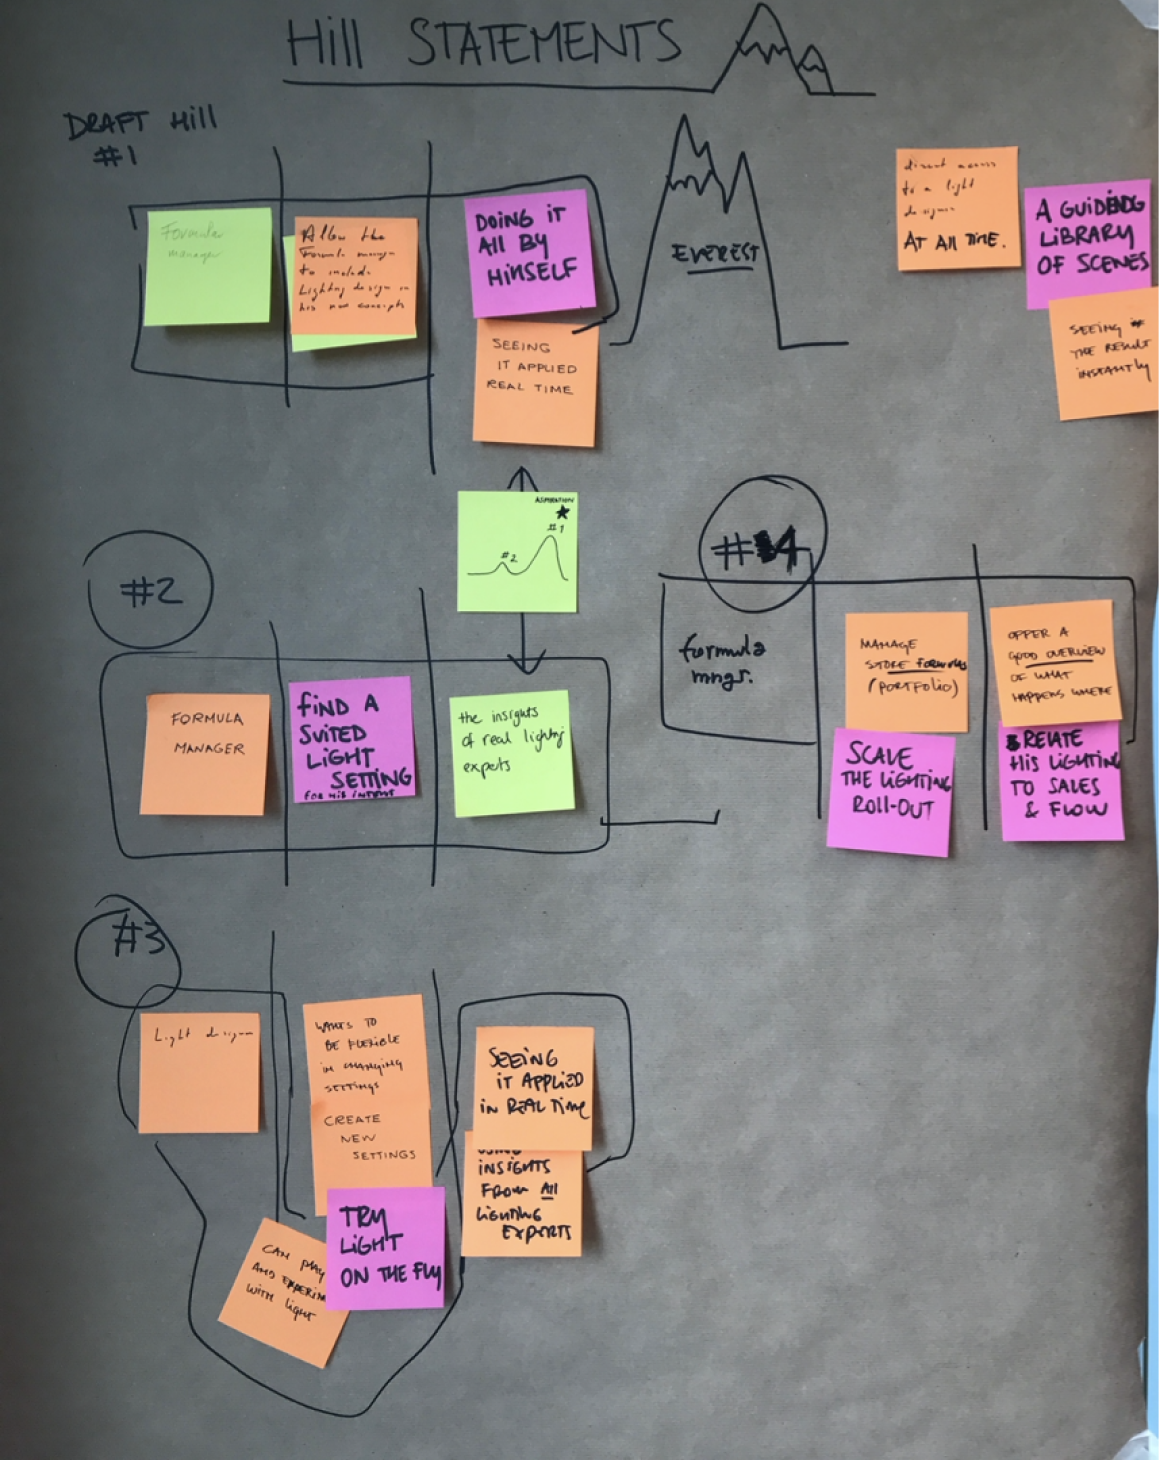 Hill STATEMENTS
DRAFT Hill
#1
Formular
manager
Allow the
Formula manager
to include
Lighting design in
his new concepts
DOING iT
All BY
HiMSELF
SEEING
IT APPLIED
REAL TIME
EVEREST
direct access
to a light
designer
AT All TiME.
A GUIDING
LiBRARY
OF SCENES
SEEING
THE RESULT
INSTANTly
ASPIRATION
#1
#2
#2
FORMULA
MANAGER
FIND A
SUITED
LIGHT
SETTING
FOR HIS INTENT
the insights
of real lighting
experts
#4
formula
mngr.
MANAGE
STORE FORMULAS
(PORTFOLIO)
SCALE
THE LIGHTING
ROLL-OUT
OFFER A
GOOD OVERVIEW
OF WHAT
HAPPENS WHERE
RELATE
HIS LIGHTING
TO SALES
& FLOW
#3
Light designer
WANTS TO
BE FLEXIBLE
IN CHANGING
SETTINGS
CREATE
NEW
SETTINGS
CAN PlAY
AND EXPERIM
WITH light
TRY
LIGHT
ON THE FLY
SEEING
iT APPLIED
iN REAL TIME
USING
INSIGHTS
FROM All
LIGHTING
EXPERTS